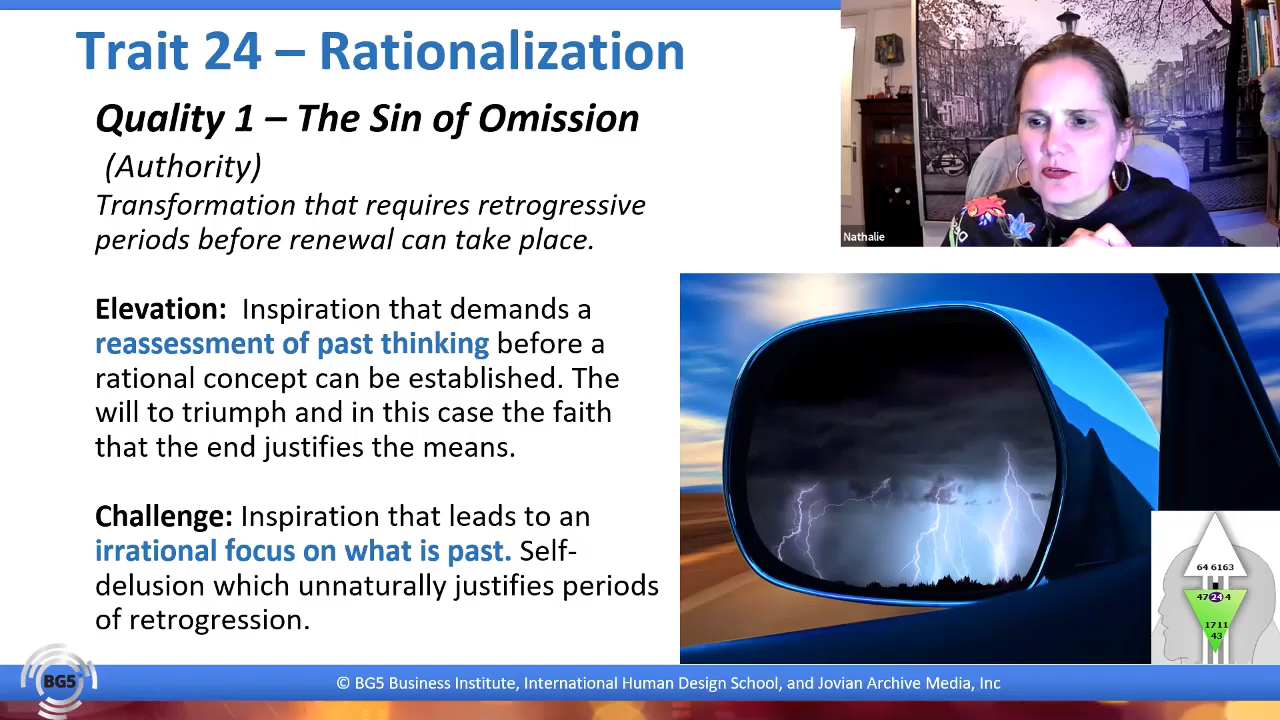 Trait 24 – Rationalization
Quality 1 – The Sin of Omission
(Authority)
Transformation that requires retrogressive
periods before renewal can take place.
Elevation: Inspiration that demands a
reassessment of past thinking before a
rational concept can be established. The
will to triumph and in this case the faith
that the end justifies the means.
Challenge: Inspiration that leads to an
irrational focus on what is past. Self-
delusion which unnaturally justifies periods
of retrogression.
Nathalie
64 61 63
47 24 4
17 11
43
BG5
© BG5 Business Institute, International Human Design School, and Jovian Archive Media, Inc